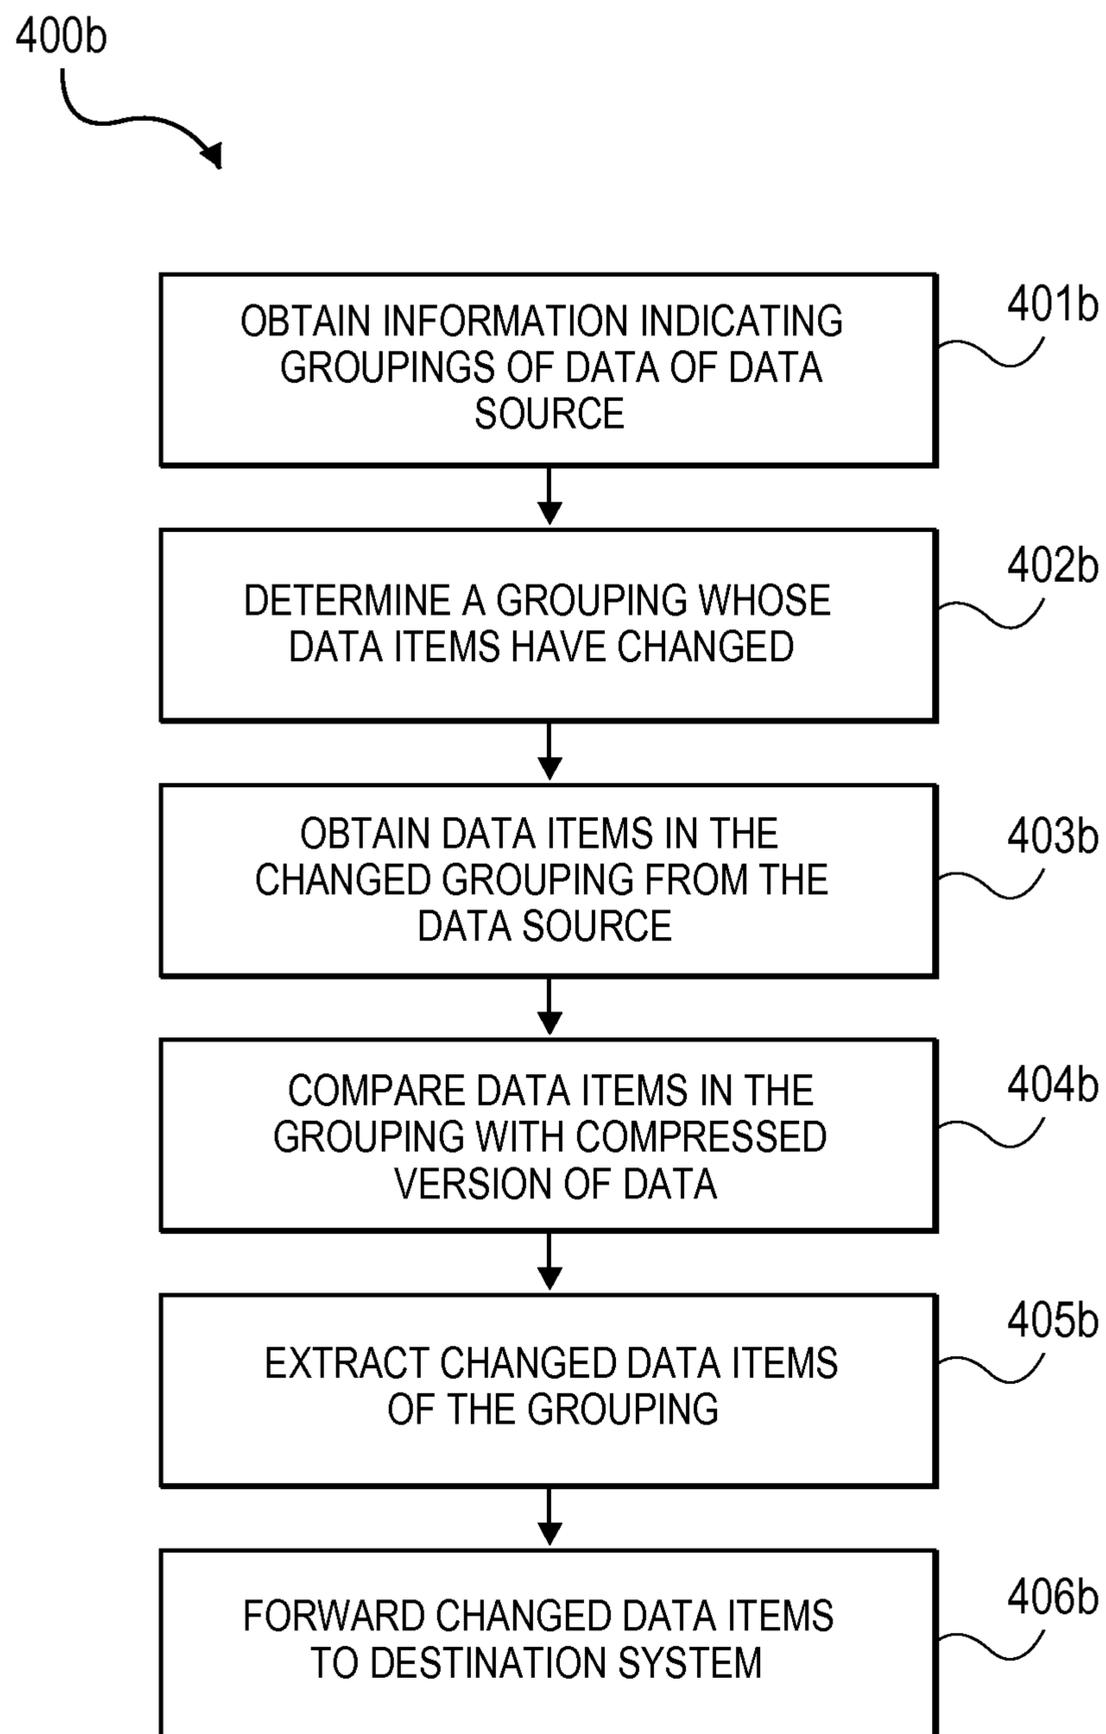 400b
OBTAIN INFORMATION INDICATING
GROUPINGS OF DATA OF DATA
SOURCE
401b
DETERMINE A GROUPING WHOSE
DATA ITEMS HAVE CHANGED
402b
OBTAIN DATA ITEMS IN THE
CHANGED GROUPING FROM THE
DATA SOURCE
403b
COMPARE DATA ITEMS IN THE
GROUPING WITH COMPRESSED
VERSION OF DATA
404b
EXTRACT CHANGED DATA ITEMS
OF THE GROUPING
405b
FORWARD CHANGED DATA ITEMS
TO DESTINATION SYSTEM
406b